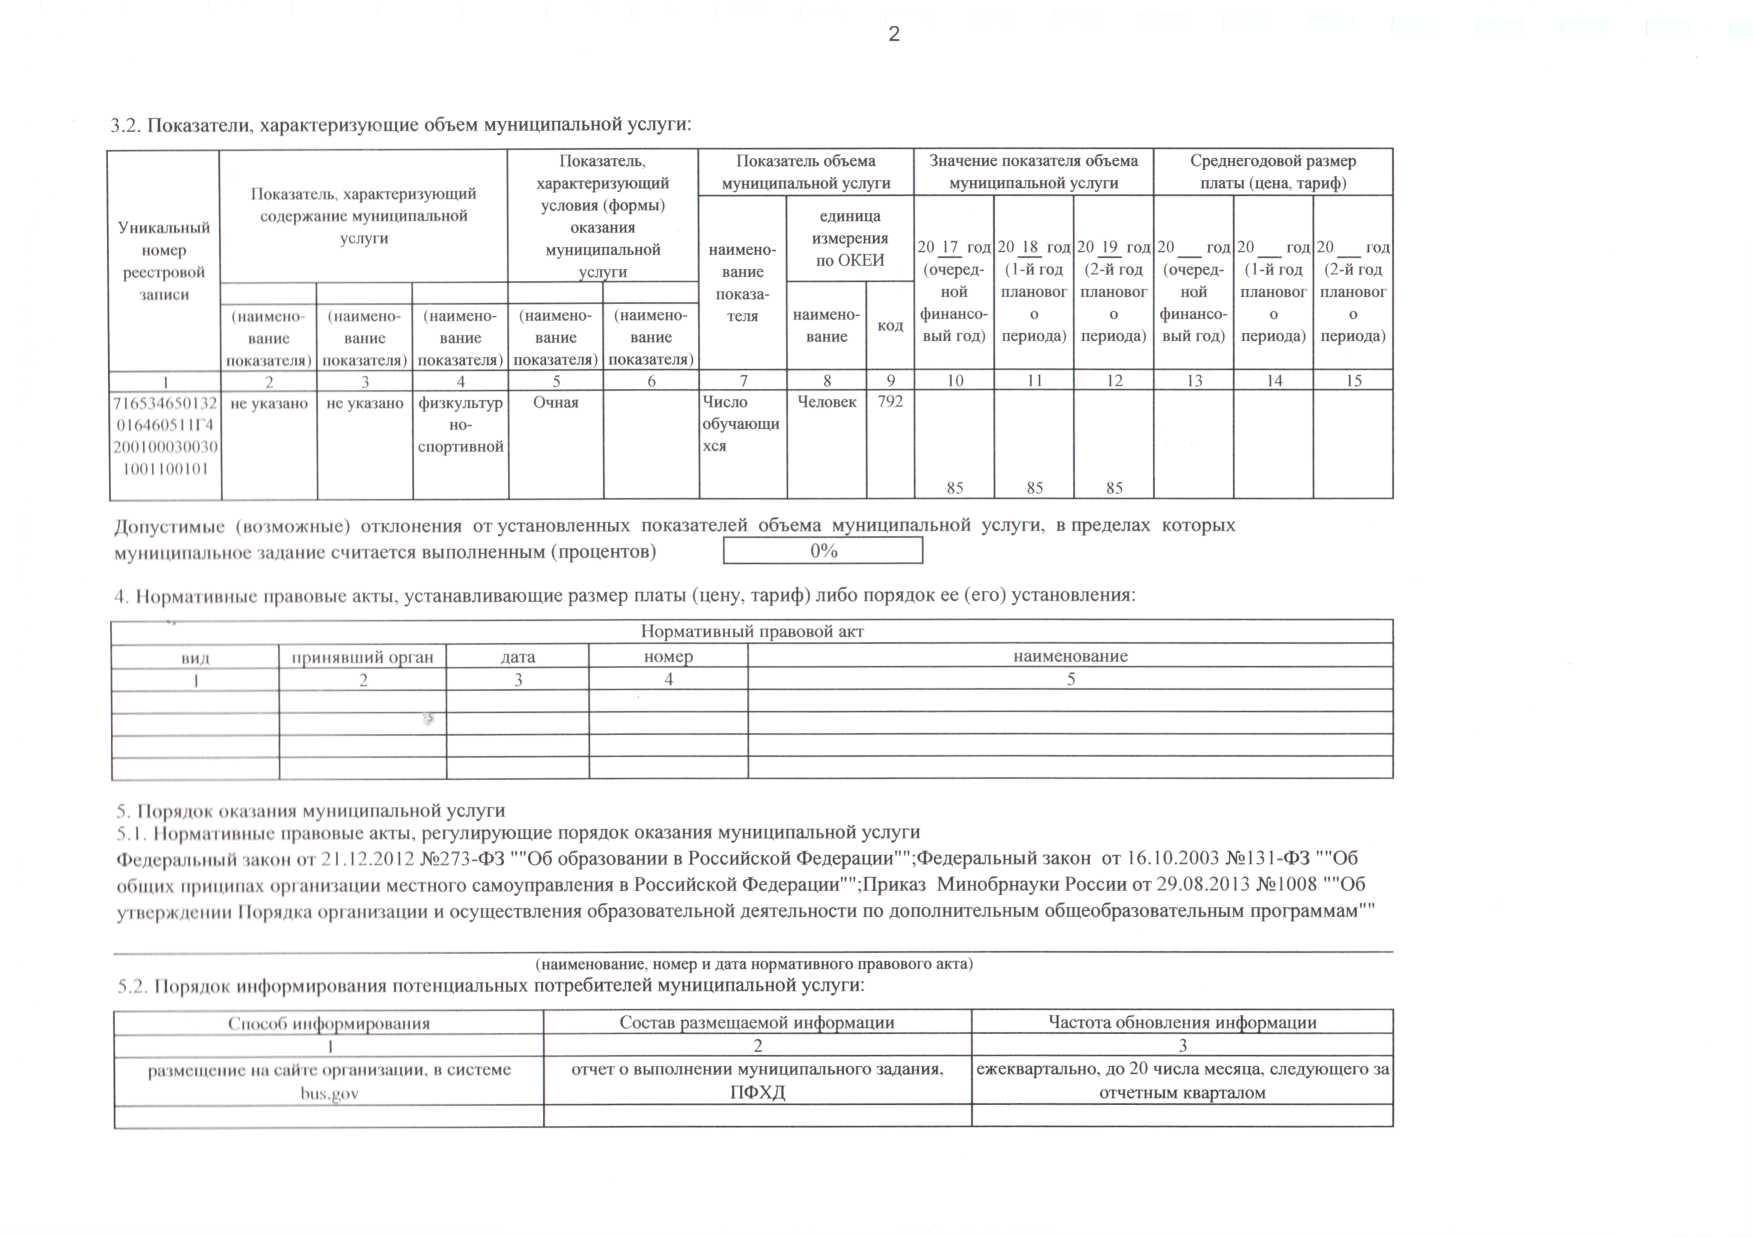 2
3.2. Показатели, характеризующие объем муниципальной услуги:
Уникальный номер реестровой записи
Показатель, характеризующий содержание муниципальной услуги
Показатель, характеризующий условия (формы) оказания муниципальной услуги
Показатель объема муниципальной услуги
Значение показателя объема муниципальной услуги
Среднегодовой размер платы (цена, тариф)
наимено-вание показа-теля
единица измерения по ОКЕИ
20 17 год (очеред-ной финансо-вый год)
20 18 год (1-й год плановог о периода)
20 19 год (2-й год плановог о периода)
20 ___ год (очеред-ной финансо-вый год)
20 ___ год (1-й год плановог о периода)
20 ___ год (2-й год плановог о периода)
(наимено-вание показателя)
(наимено-вание показателя)
(наимено-вание показателя)
(наимено-вание показателя)
(наимено-вание показателя)
наимено-вание
код
1 2 3 4 5 6 7 8 9 10 11 12 13 14 15
716534650132 не указано не указано физкультур Очная Число Человек 792
016460511Г4 но- обучающи
200100030030 спортивной хся
1001100101
85 85 85
Допустимые (возможные) отклонения от установленных показателей объема муниципальной услуги, в пределах которых
муниципальное задание считается выполненным (процентов) 0%
4. Нормативные правовые акты, устанавливающие размер платы (цену, тариф) либо порядок ее (его) установления:
Нормативный правовой акт
вид принявший орган дата номер наименование
1 2 3 4 5
5. Порядок оказания муниципальной услуги
5.1. Нормативные правовые акты, регулирующие порядок оказания муниципальной услуги
Федеральный закон от 21.12.2012 №273-ФЗ ""Об образовании в Российской Федерации"";Федеральный закон от 16.10.2003 №131-ФЗ ""Об
общих приципах организации местного самоуправления в Российской Федерации"";Приказ Минобрнауки России от 29.08.2013 №1008 ""Об
утверждении Порядка организации и осуществления образовательной деятельности по дополнительным общеобразовательным программам""
(наименование, номер и дата нормативного правового акта)
5.2. Порядок информирования потенциальных потребителей муниципальной услуги:
Способ информирования Состав размещаемой информации Частота обновления информации
1 2 3
размещение на сайте организации, в системе отчет о выполнении муниципального задания, ежеквартально, до 20 числа месяца, следующего за
bus.gov ПФХД отчетным кварталом